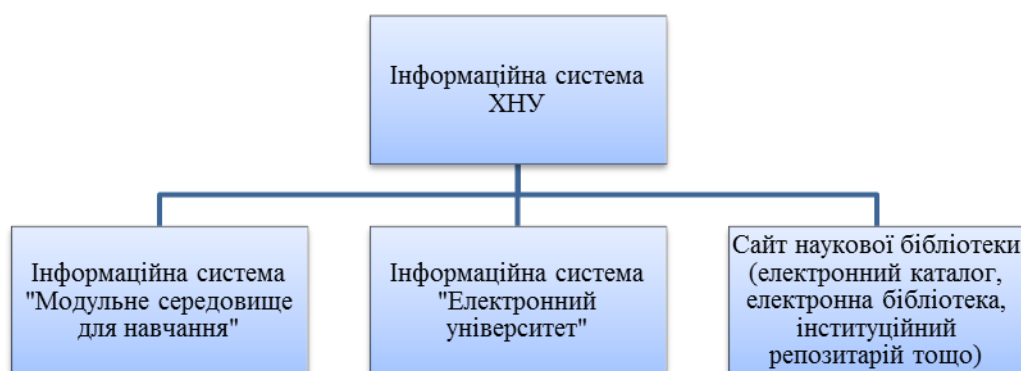 Інформаційна система
ХНУ
Інформаційна система
"Модульне середовище
для навчання"
Інформаційна система
"Електронний
університет"
Сайт наукової бібліотеки
(електронний каталог,
електронна бібліотека,
інституційний
репозитарій тощо)